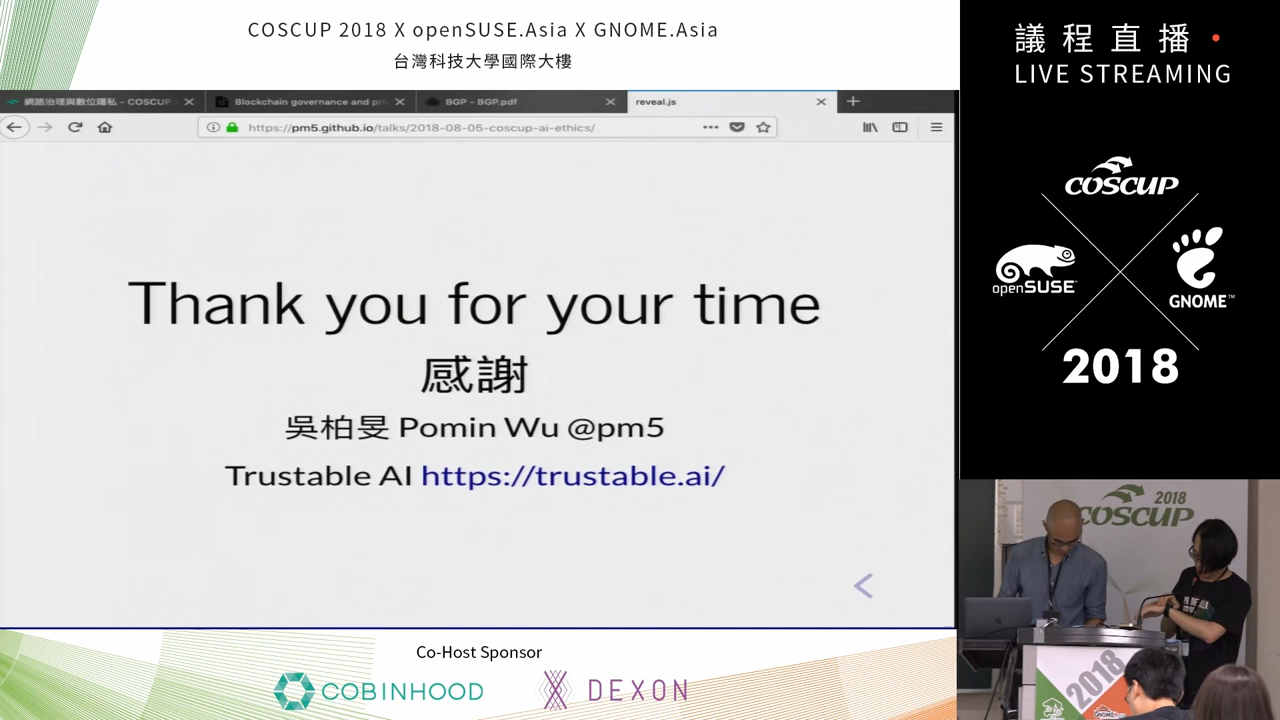 COSCUP 2018 X openSUSE.Asia X GNOME.Asia
台灣科技大學國際大樓
網路治理與數位隱私 - COSCUP
Blockchain governance and pri
BGP - BGP.pdf
reveal.js
https://pm5.github.io/talks/2018-08-05-coscup-ai-ethics/
Thank you for your time
感謝
吳柏旻 Pomin Wu @pm5
Trustable AI https://trustable.ai/
Co-Host Sponsor
COBINHOOD
DEXON
議程直播
LIVE STREAMING
COSCUP
openSUSE
GNOME™
2018
2018
COSCUP
2018
GNOME